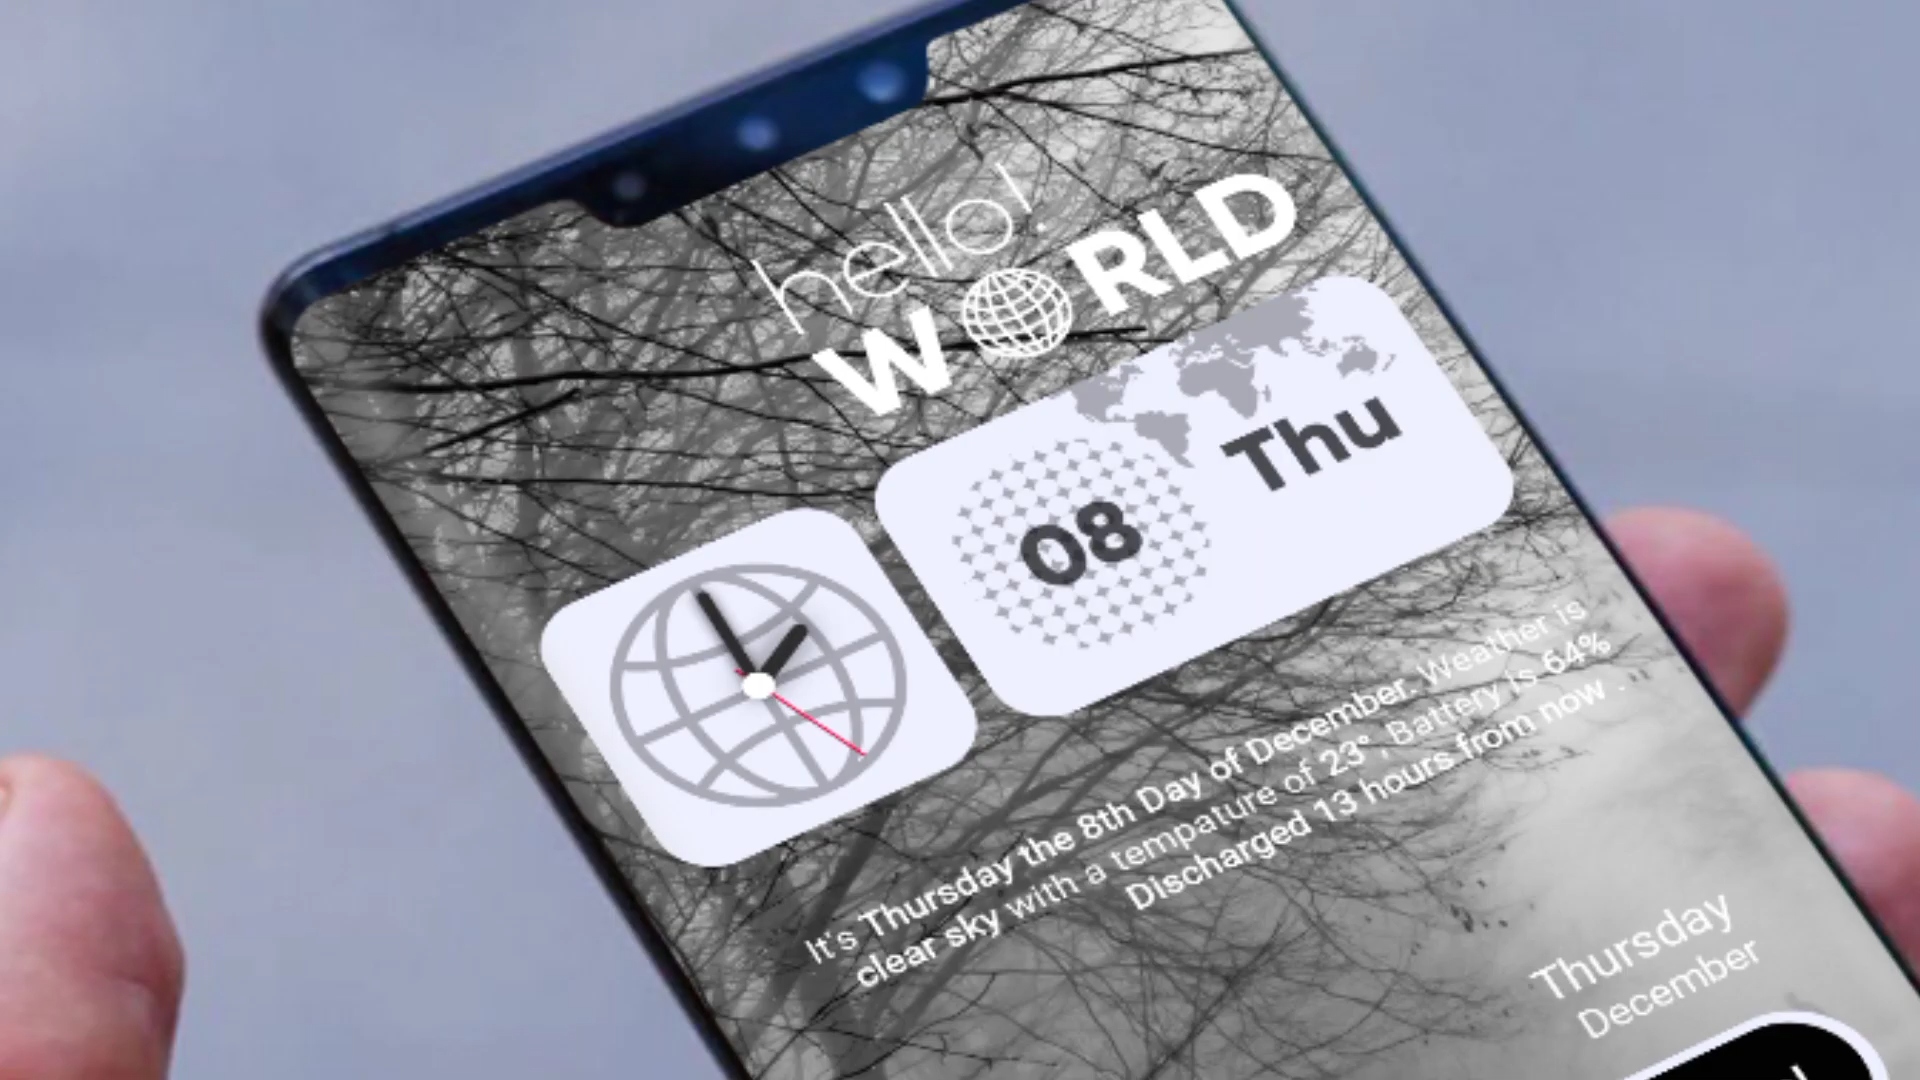 hello!
WORLD
08
Thu
It's Thursday the 8th Day of December. Weather is
clear sky with a tempature of 23°, Battery is 64%
Discharged 13 hours from now .
Thursday
December